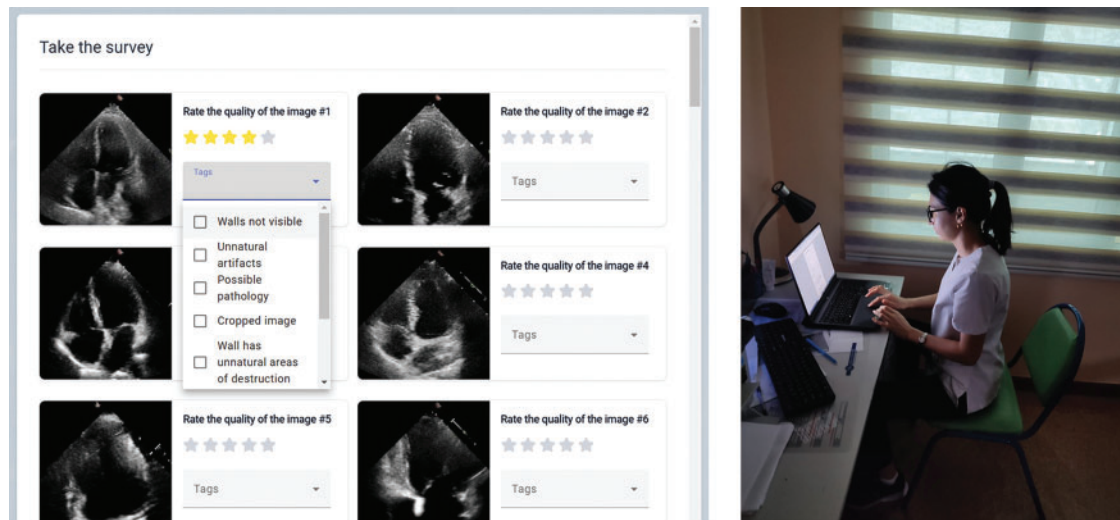 Take the survey
Rate the quality of the image #1
Tags
Walls not visible
Unnatural
artifacts
Possible
pathology
Cropped image
Wall has
unnatural areas
of destruction
Rate the quality of the image #2
Tags
Rate the quality of the image #4
Tags
Rate the quality of the image #5
Tags
Rate the quality of the image #6
Tags